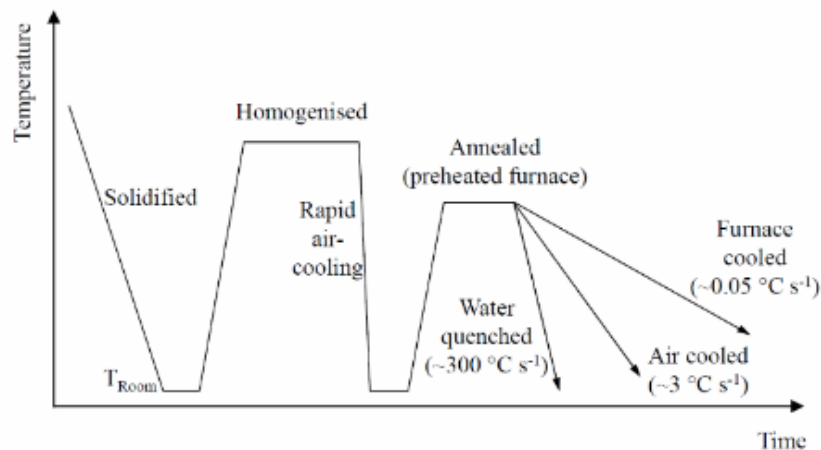 Temperature
Homogenised
Solidified
Rapid
air-
cooling
Annealed
(preheated furnace)
Water
quenched
(~300 °C s⁻¹)
Furnace
cooled
(~0.05 °C s⁻¹)
Air cooled
(~3 °C s⁻¹)
TRoom
Time